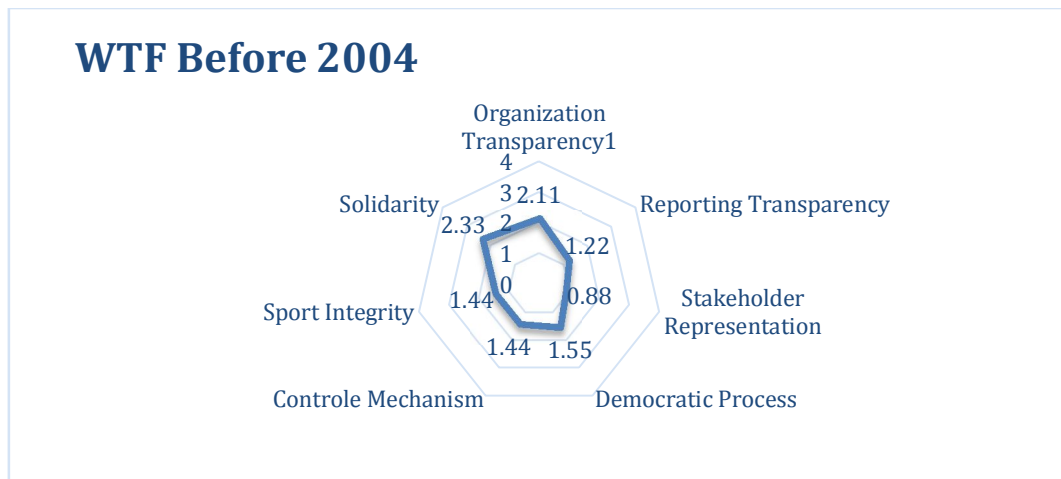 WTF Before 2004
Organization
Transparency1
4
3
2.11
Solidarity
Reporting Transparency
2.33
2
1.22
1
0
0.88
Stakeholder
Representation
Sport Integrity
1.44
1.44
1.55
Controle Mechanism
Democratic Process